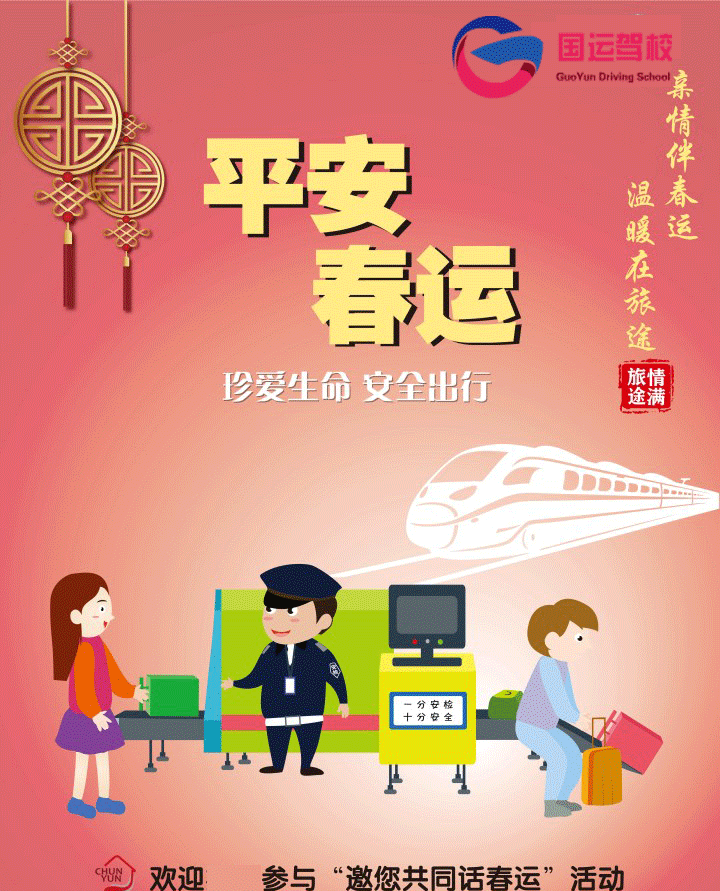 国运驾校
GuoYun Driving School
亲情伴春运
温暖在旅途
情满
旅途
平安
春运
珍爱生命 安全出行
一分安检
十分安全
CHUN
YUN
欢迎 参与“邀您共同话春运”活动